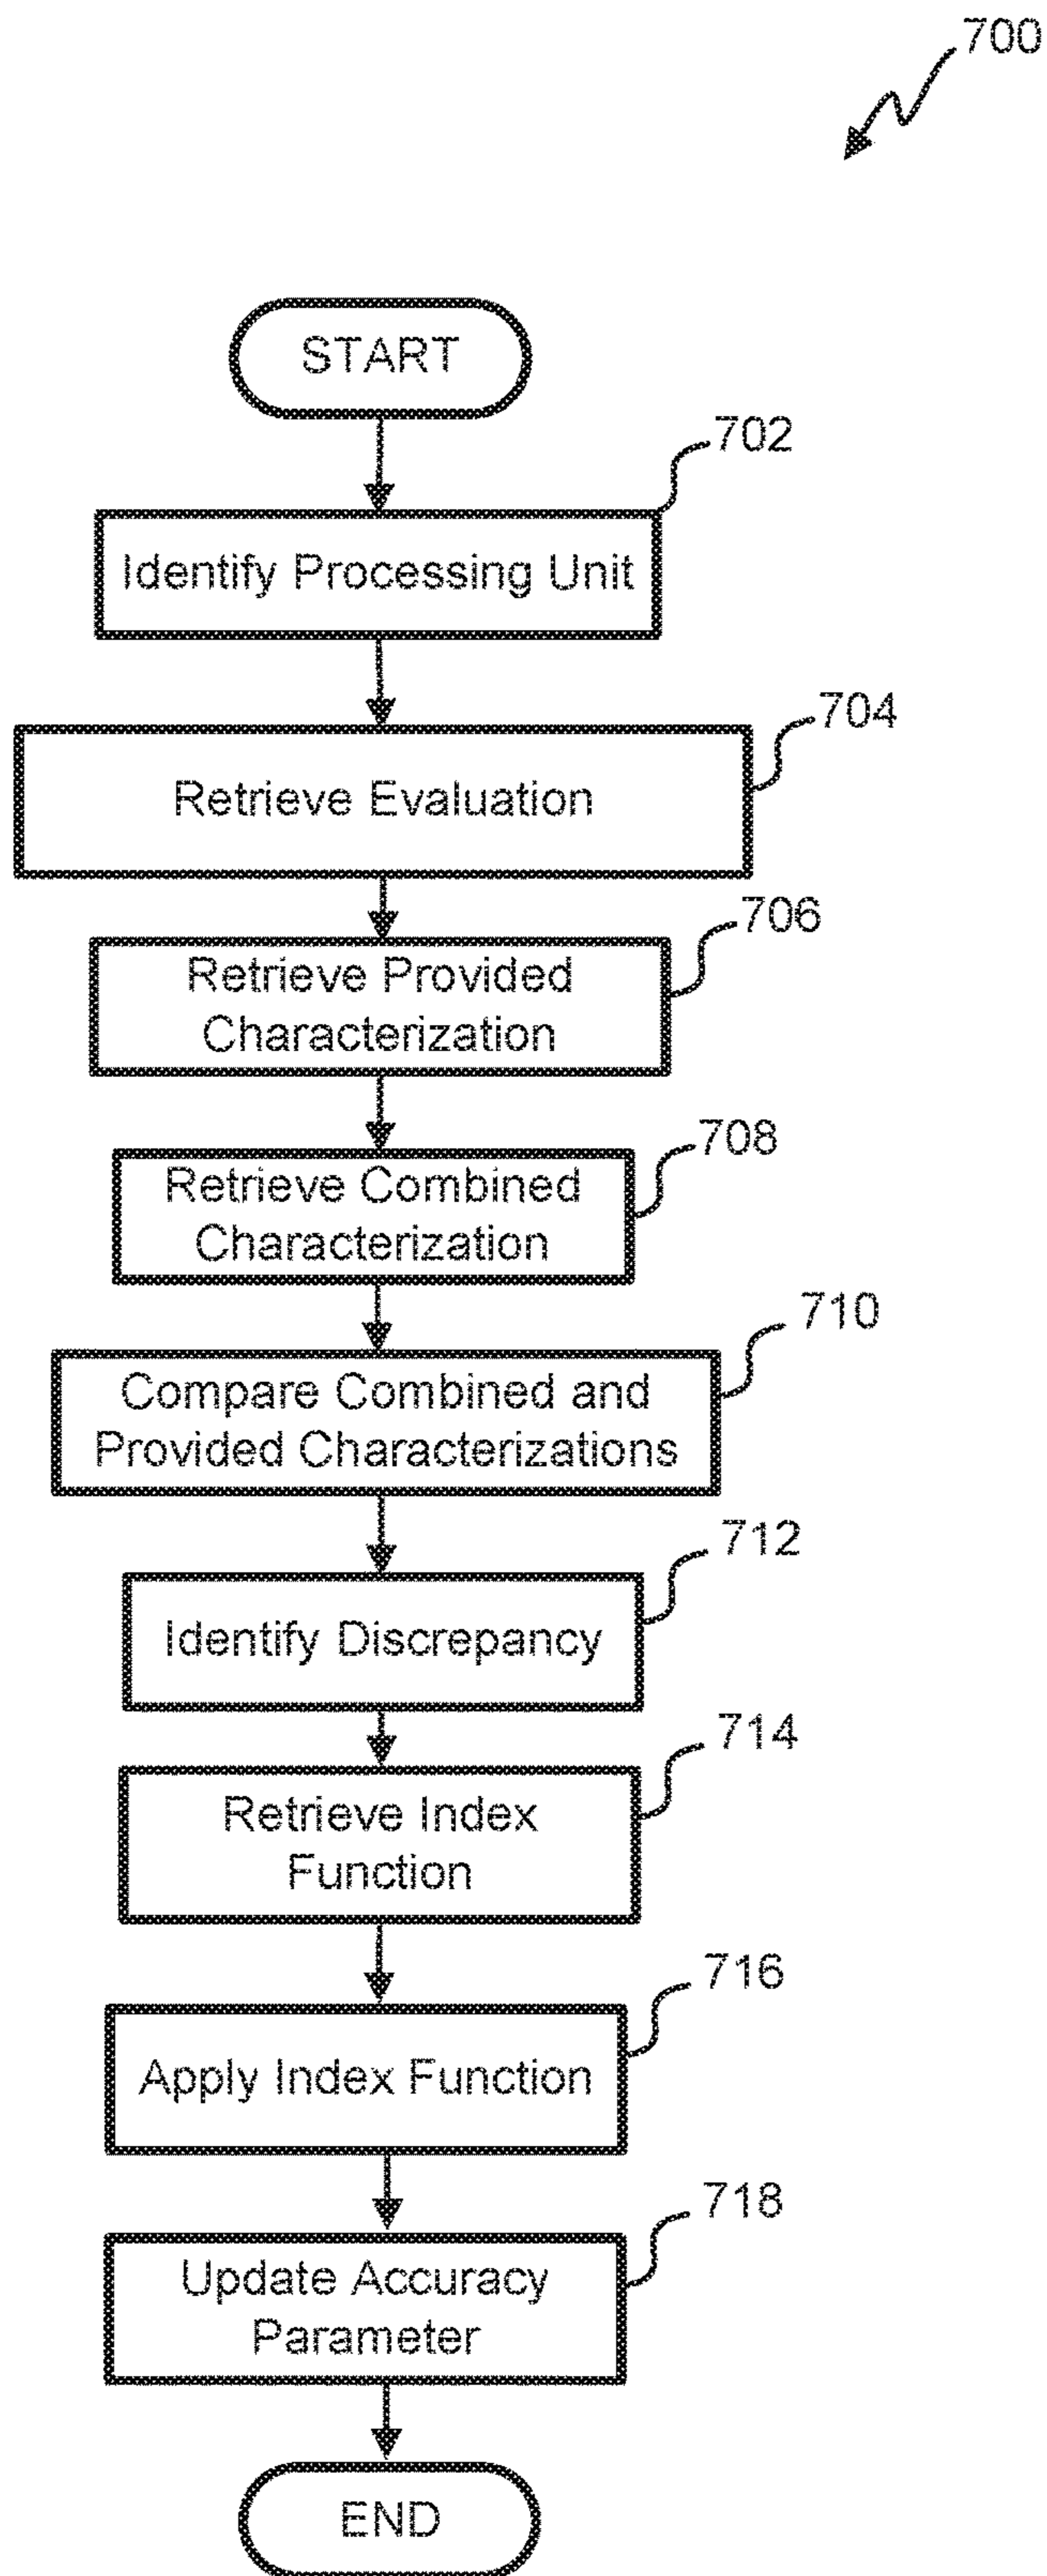 700
START
702
Identify Processing Unit
704
Retrieve Evaluation
706
Retrieve Provided
Characterization
708
Retrieve Combined
Characterization
710
Compare Combined and
Provided Characterizations
712
Identify Discrepancy
714
Retrieve Index
Function
716
Apply Index Function
718
Update Accuracy
Parameter
END